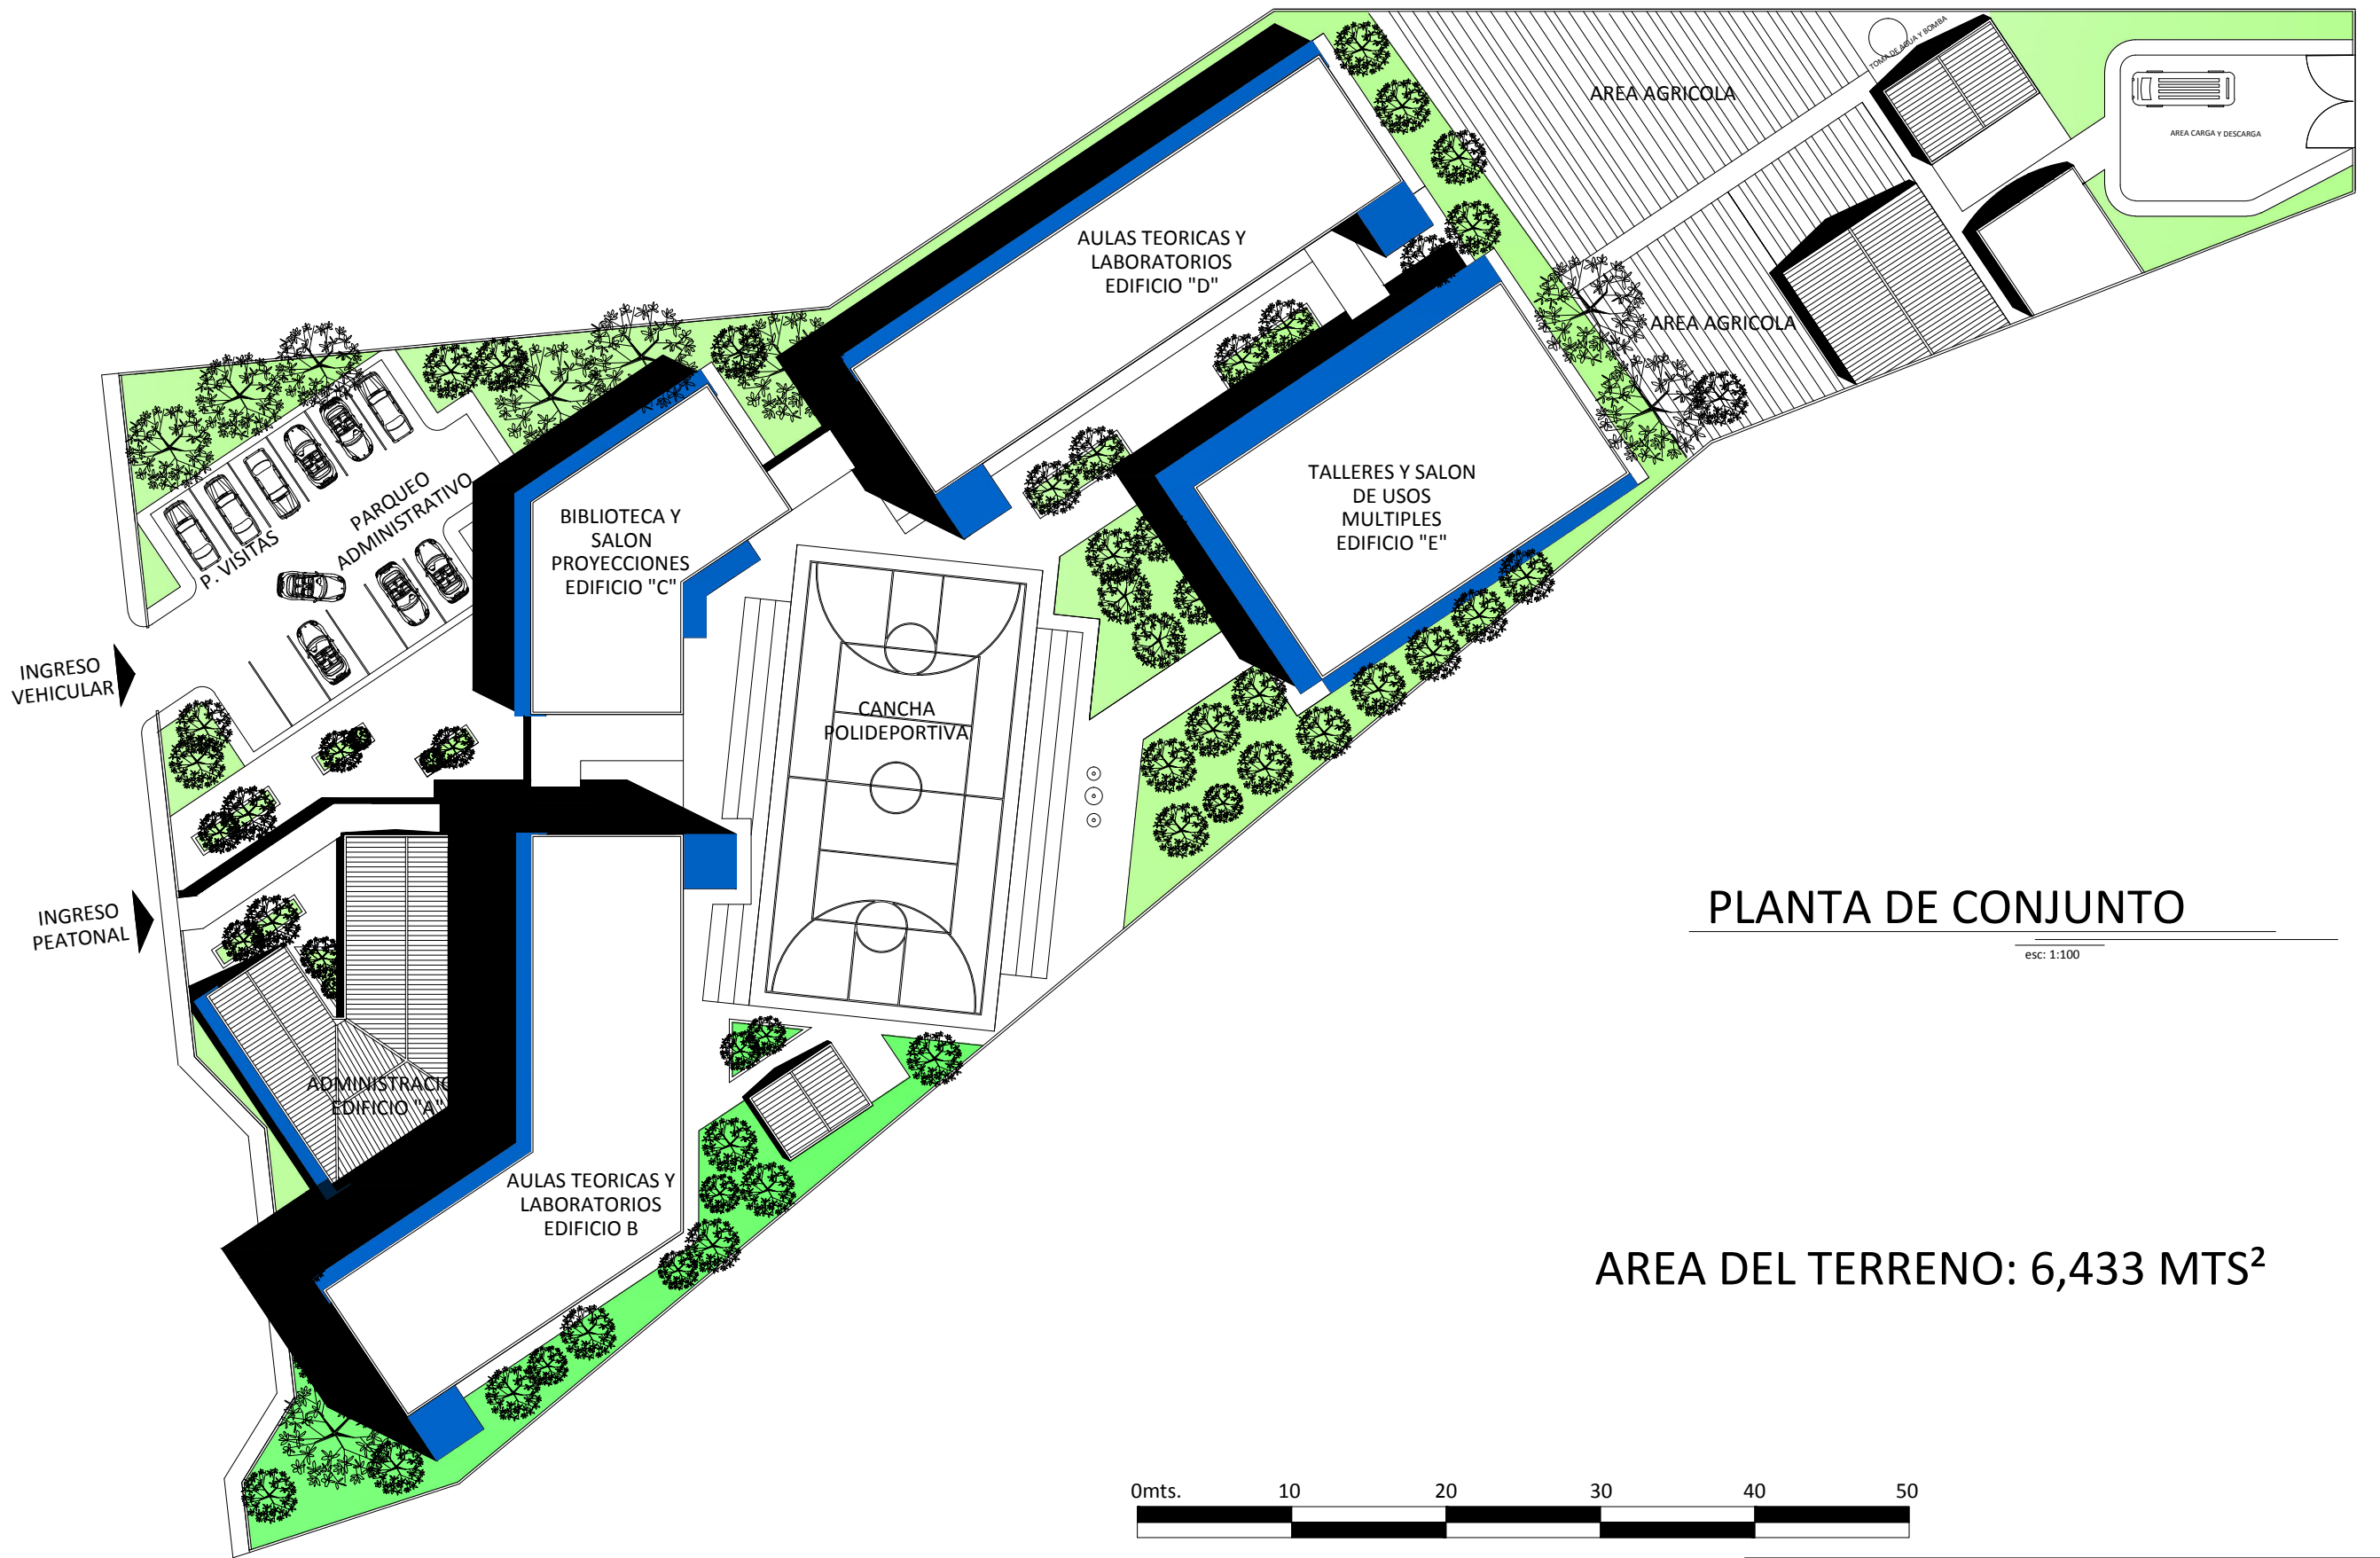 TOMA DE AGUA Y BOMBA
AREA AGRICOLA
AREA CARGA Y DESCARGA
AULAS TEORICAS Y
LABORATORIOS
EDIFICIO "D"
AREA AGRICOLA
PARQUEO
ADMINISTRATIVO
P. VISITAS
BIBLIOTECA Y
SALON
PROYECCIONES
EDIFICIO "C"
TALLERES Y SALON
DE USOS
MULTIPLES
EDIFICIO "E"
INGRESO
VEHICULAR
CANCHA
POLIDEPORTIVA
INGRESO
PEATONAL
PLANTA DE CONJUNTO
esc: 1:100
ADMINISTRACIO
EDIFICIO "A"
AULAS TEORICAS Y
LABORATORIOS
EDIFICIO B
AREA DEL TERRENO: 6,433 MTS²
0mts. 10 20 30 40 50